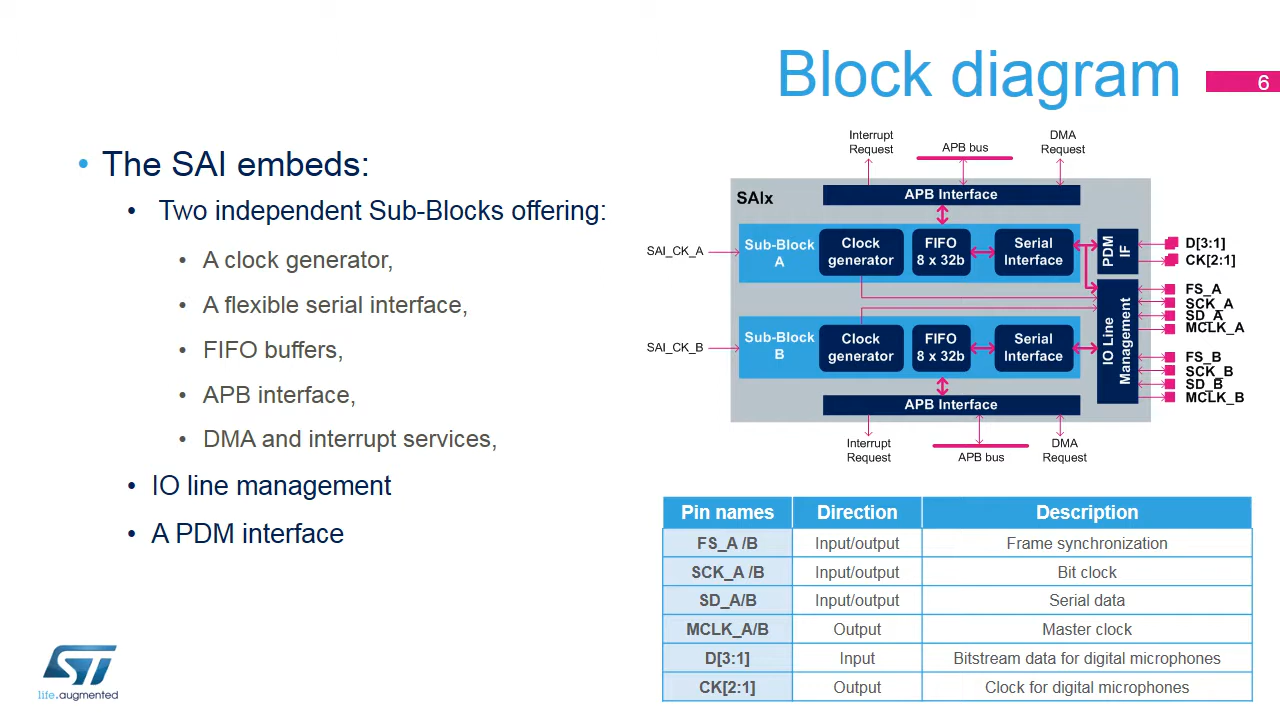 Block diagram
6
• The SAI embeds:
• Two independent Sub-Blocks offering:
• A clock generator,
• A flexible serial interface,
• FIFO buffers,
• APB interface,
• DMA and interrupt services,
• IO line management
• A PDM interface
Interrupt
Request
APB bus
DMA
Request
SAIx
APB Interface
SAI_CK_A
Sub-Block
A
Clock
generator
FIFO
8 x 32b
Serial
Interface
PDM
IF
D[3:1]
CK[2:1]
FS_A
SCK_A
SD_A
MCLK_A
SAI_CK_B
Sub-Block
B
Clock
generator
FIFO
8 x 32b
Serial
Interface
IO Line
Management
FS_B
SCK_B
SD_B
MCLK_B
APB Interface
Interrupt
Request
APB bus
DMA
Request
Pin names Direction Description
FS_A /B Input/output Frame synchronization
SCK_A /B Input/output Bit clock
SD_A/B Input/output Serial data
MCLK_A/B Output Master clock
D[3:1] Input Bitstream data for digital microphones
CK[2:1] Output Clock for digital microphones
ST
life.augmented